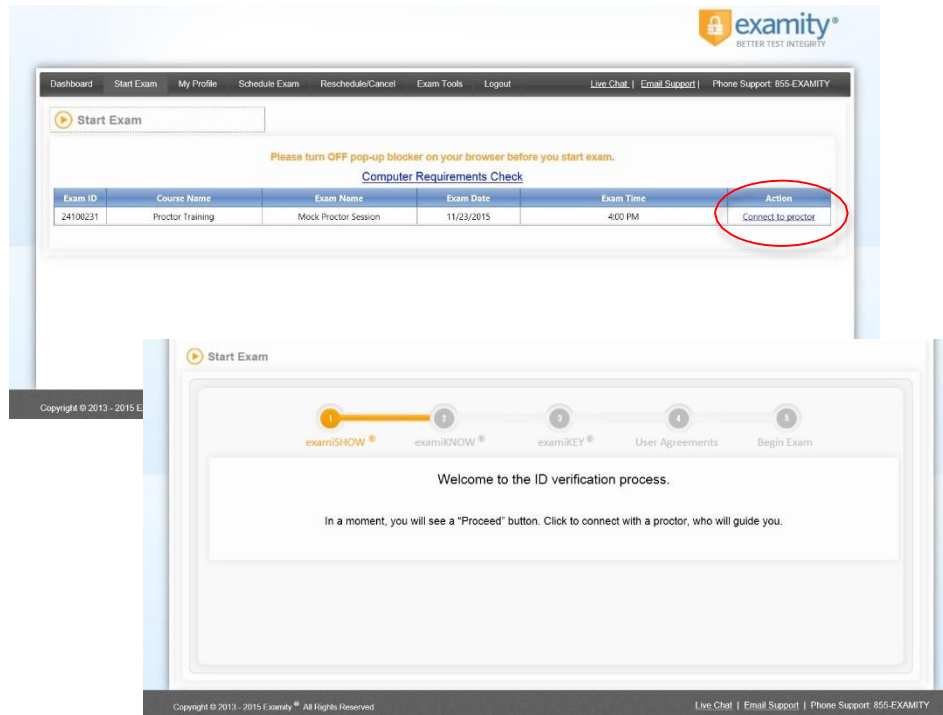 examity®
BETTER TEST INTEGRITY
Dashboard Start Exam My Profile Schedule Exam Reschedule/Cancel Exam Tools Logout Live Chat | Email Support | Phone Support: 855-EXAMITY
Start Exam
Please turn OFF pop-up blocker on your browser before you start exam.
Computer Requirements Check
Exam ID Course Name Exam Name Exam Date Exam Time Action
24100231 Proctor Training Mock Proctor Session 11/23/2015 4:00 PM Connect to proctor
Copyright © 2013 - 2015 E
Start Exam
1 2 3 4 5
examiSHOW ® examiKNOW ® examiKEY ® User Agreements Begin Exam
Welcome to the ID verification process.
In a moment, you will see a “Proceed” button. Click to connect with a proctor, who will guide you.
Copyright © 2013 - 2015 Examity ® All Rights Reserved Live Chat | Email Support | Phone Support: 855-EXAMITY